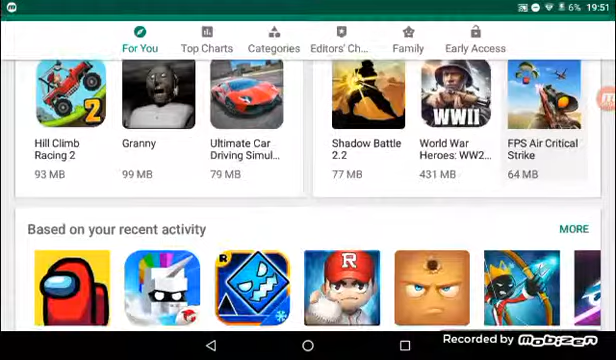 6% 19:51
For You Top Charts Categories Editors' Ch... Family Early Access
2 WWII
Hill Climb Racing 2
93 MB
Granny
99 MB
Ultimate Car Driving Simul...
79 MB
Shadow Battle 2.2
77 MB
World War Heroes: WW2...
431 MB
FPS Air Critical Strike
64 MB
Based on your recent activity MORE
R R
Recorded by MOBIZEN